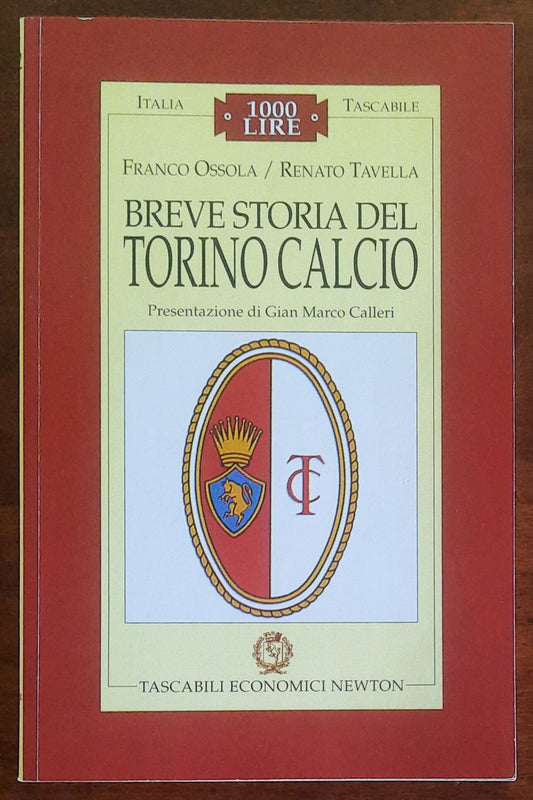 ITALIA
1000
LIRE
TASCABILE
FRANCO OSSOLA / RENATO TAVELLA
BREVE STORIA DEL
TORINO CALCIO
Presentazione di Gian Marco Calleri
TC
TASCABILI ECONOMICI NEWTON